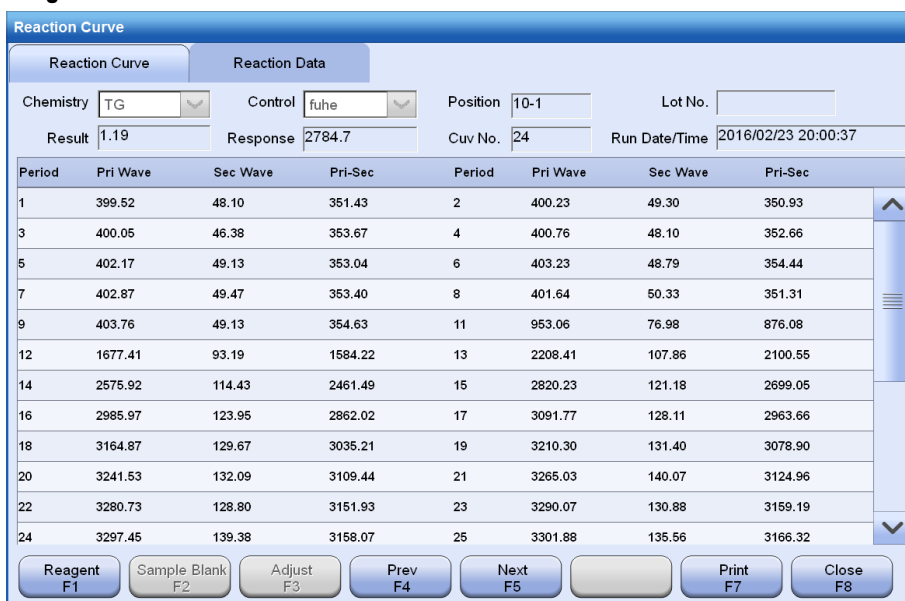 Reaction Curve
Reaction Curve Reaction Data
Chemistry TG Control fuhe Position 10-1 Lot No.
Result 1.19 Response 2784.7 Cuv No. 24 Run Date/Time 2016/02/23 20:00:37
Period Pri Wave Sec Wave Pri-Sec Period Pri Wave Sec Wave Pri-Sec
1 399.52 48.10 351.43 2 400.23 49.30 350.93
3 400.05 46.38 353.67 4 400.76 48.10 352.66
5 402.17 49.13 353.04 6 403.23 48.79 354.44
7 402.87 49.47 353.40 8 401.64 50.33 351.31
9 403.76 49.13 354.63 11 953.06 76.98 876.08
12 1677.41 93.19 1584.22 13 2208.41 107.86 2100.55
14 2575.92 114.43 2461.49 15 2820.23 121.18 2699.05
16 2985.97 123.95 2862.02 17 3091.77 128.11 2963.66
18 3164.87 129.67 3035.21 19 3210.30 131.40 3078.90
20 3241.53 132.09 3109.44 21 3265.03 140.07 3124.96
22 3280.73 128.80 3151.93 23 3290.07 130.88 3159.19
24 3297.45 139.38 3158.07 25 3301.88 135.56 3166.32
Reagent Sample Blank Adjust Prev Next Print Close
F1 F2 F3 F4 F5 F7 F8